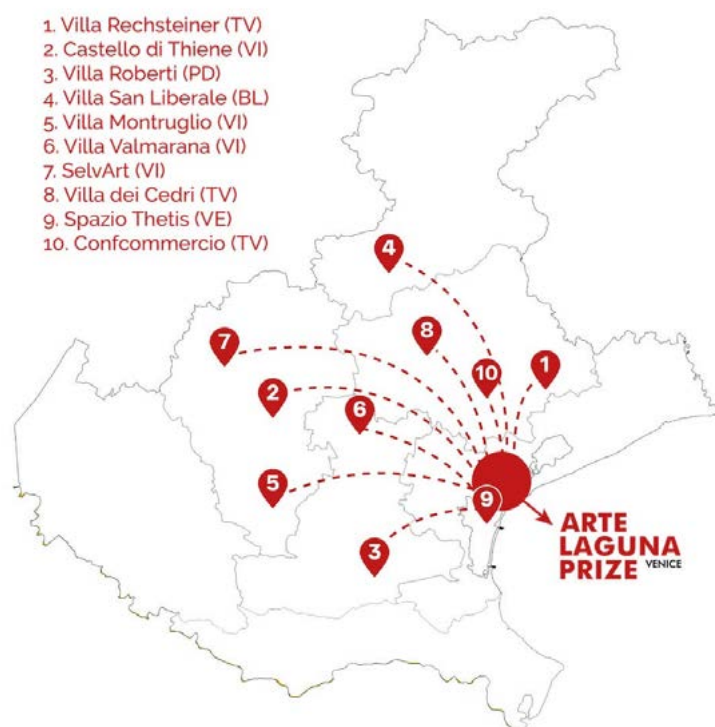 1. Villa Rechsteiner (TV)
2. Castello di Thiene (VI)
3. Villa Roberti (PD)
4. Villa San Liberale (BL)
5. Villa Montruglio (VI)
6. Villa Valmarana (VI)
7. SelvArt (VI)
8. Villa dei Cedri (TV)
9. Spazio Thetis (VE)
10. Confcommercio (TV)
4
8
7
1
10
2
6
5
9
3
ARTE
LAGUNA
PRIZE VENICE